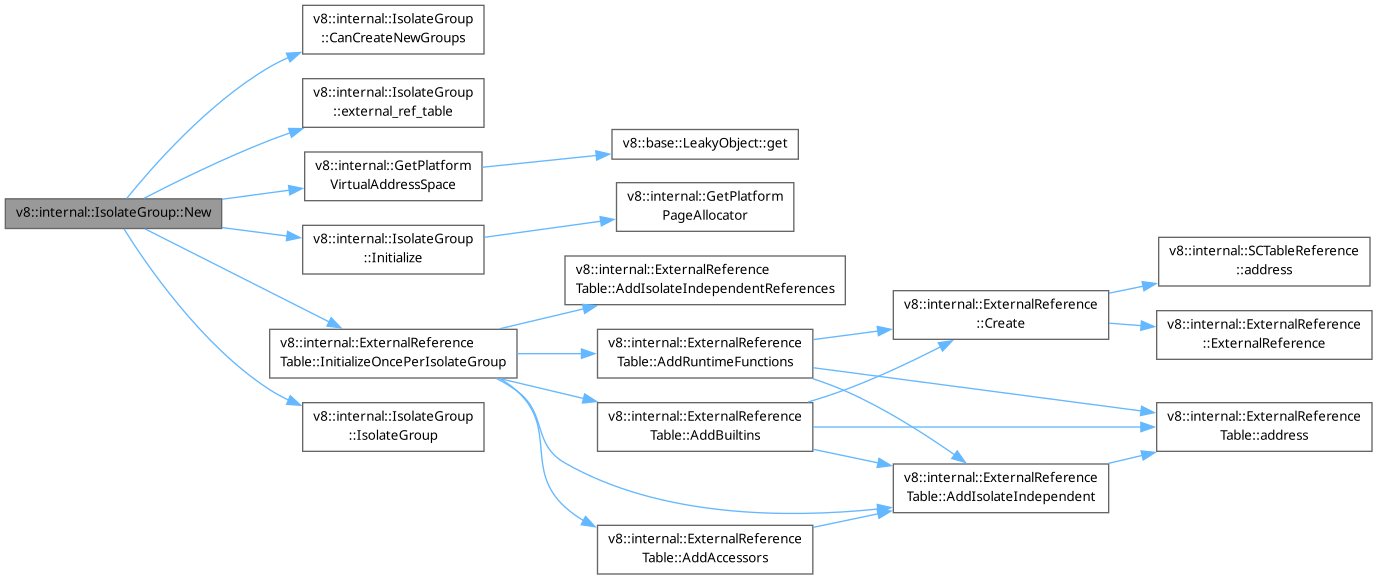 v8::internal::IsolateGroup::New
v8::internal::IsolateGroup
::CanCreateNewGroups
v8::internal::IsolateGroup
::external_ref_table
v8::internal::GetPlatform
VirtualAddressSpace
v8::internal::IsolateGroup
::Initialize
v8::internal::ExternalReference
Table::InitializeOncePerIsolateGroup
v8::internal::IsolateGroup
::IsolateGroup
v8::base::LeakyObject::get
v8::internal::GetPlatform
PageAllocator
v8::internal::ExternalReference
Table::AddIsolateIndependentReferences
v8::internal::ExternalReference
Table::AddRuntimeFunctions
v8::internal::ExternalReference
Table::AddBuiltins
v8::internal::ExternalReference
Table::AddAccessors
v8::internal::ExternalReference
::Create
v8::internal::ExternalReference
Table::AddIsolateIndependent
v8::internal::SCTableReference
::address
v8::internal::ExternalReference
::ExternalReference
v8::internal::ExternalReference
Table::address